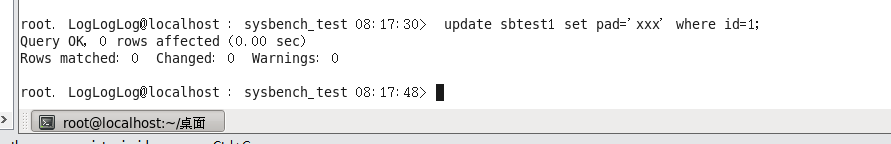 root. LogLogLog@localhost : sysbench_test 08:17:30>  update sbtest1 set pad='xxx' where id=1;
Query OK, 0 rows affected (0.00 sec)
Rows matched: 0  Changed: 0  Warnings: 0
root. LogLogLog@localhost : sysbench_test 08:17:48>
root@localhost:~/桌面